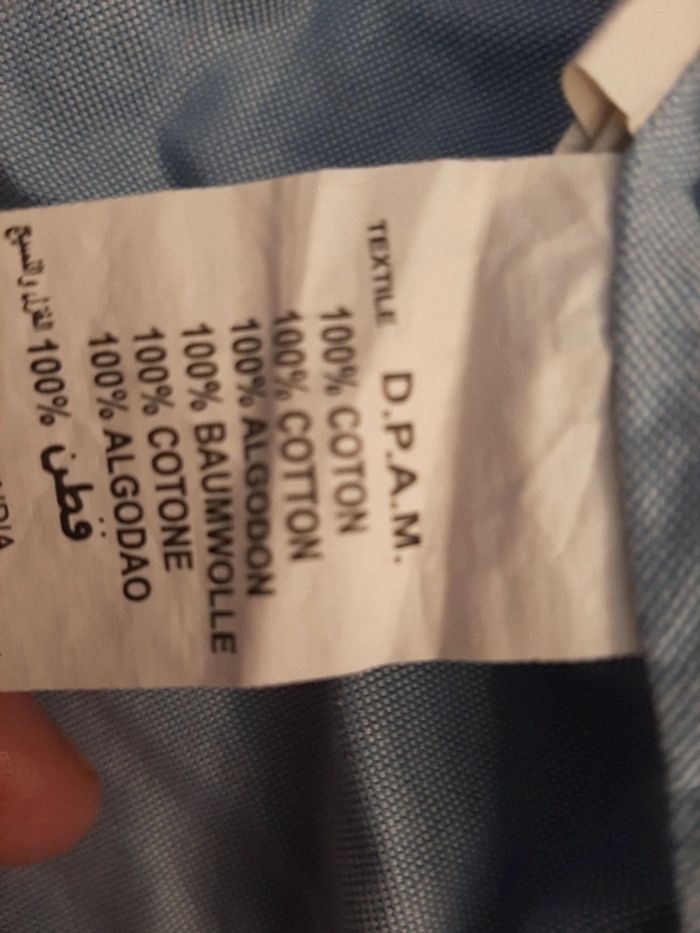 D.P.A.M.
TEXTILE
100% COTON
100% COTTON
100% ALGODON
100% BAUMWOLLE
100% COTONE
100% ALGODAO
100% قطن